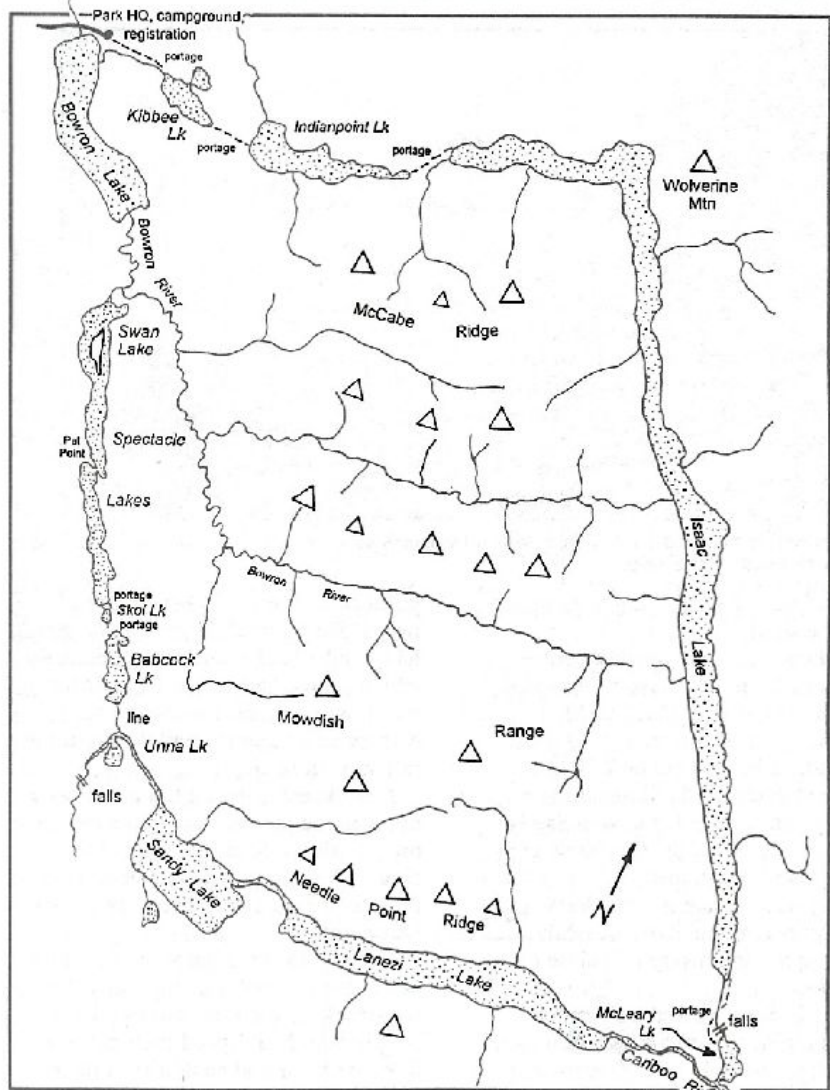 Park HQ, campground,
registration
portage
Kibbee
Lk
portage
Indianpoint Lk
portage
Wolverine
Mtn
Bowron
Lake
Bowron
River
McCabe
Ridge
Swan
Lake
Spectacle
Pat
Point
Lakes
Isaac
Lake
portage
Skoi Lk
portage
Bowron
River
Babcock
Lk
line
Mowdish
Range
Unna Lk
falls
Sandy Lake
Needle
Point
Ridge
N
Lanezi
Lake
McLeary
Lk
portage
falls
Cariboo